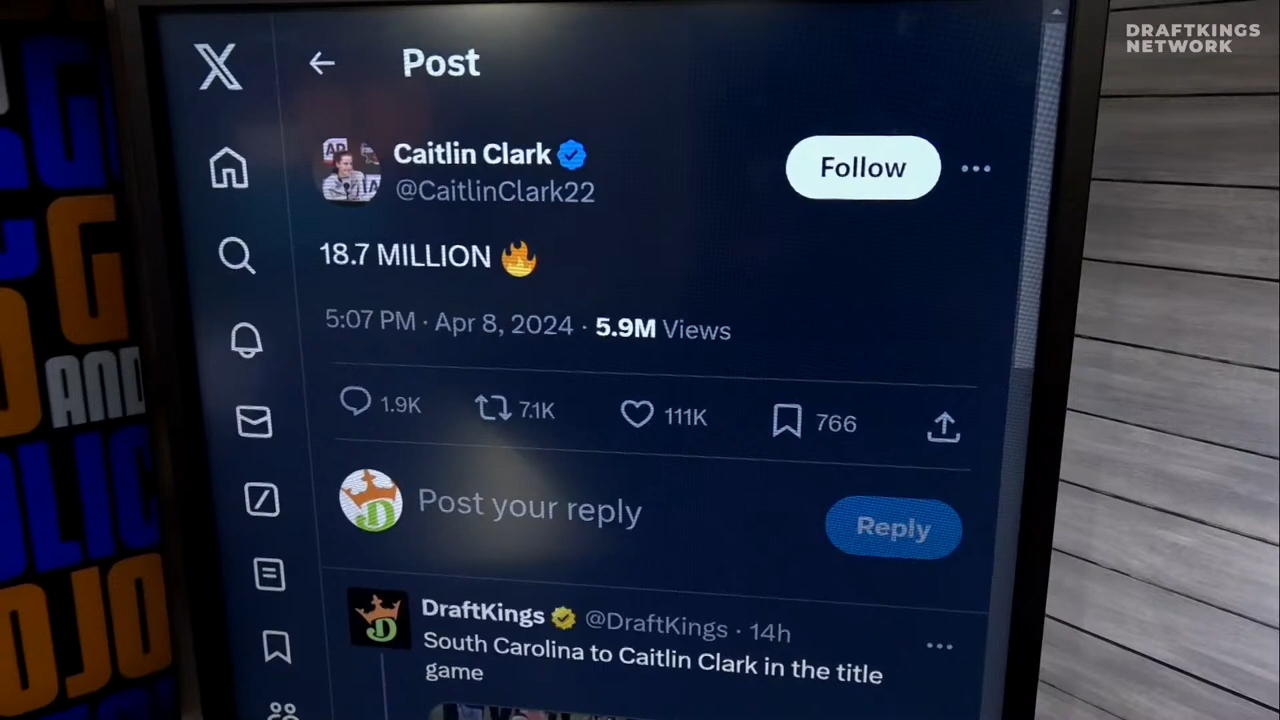 DRAFTKINGS
NETWORK
Post
Caitlin Clark
@CaitlinClark22
Follow
18.7 MILLION 🔥
5:07 PM · Apr 8, 2024 · 5.9M Views
1.9K
7.1K
111K
766
Post your reply
Reply
DraftKings @DraftKings · 14h
South Carolina to Caitlin Clark in the title
game
AND